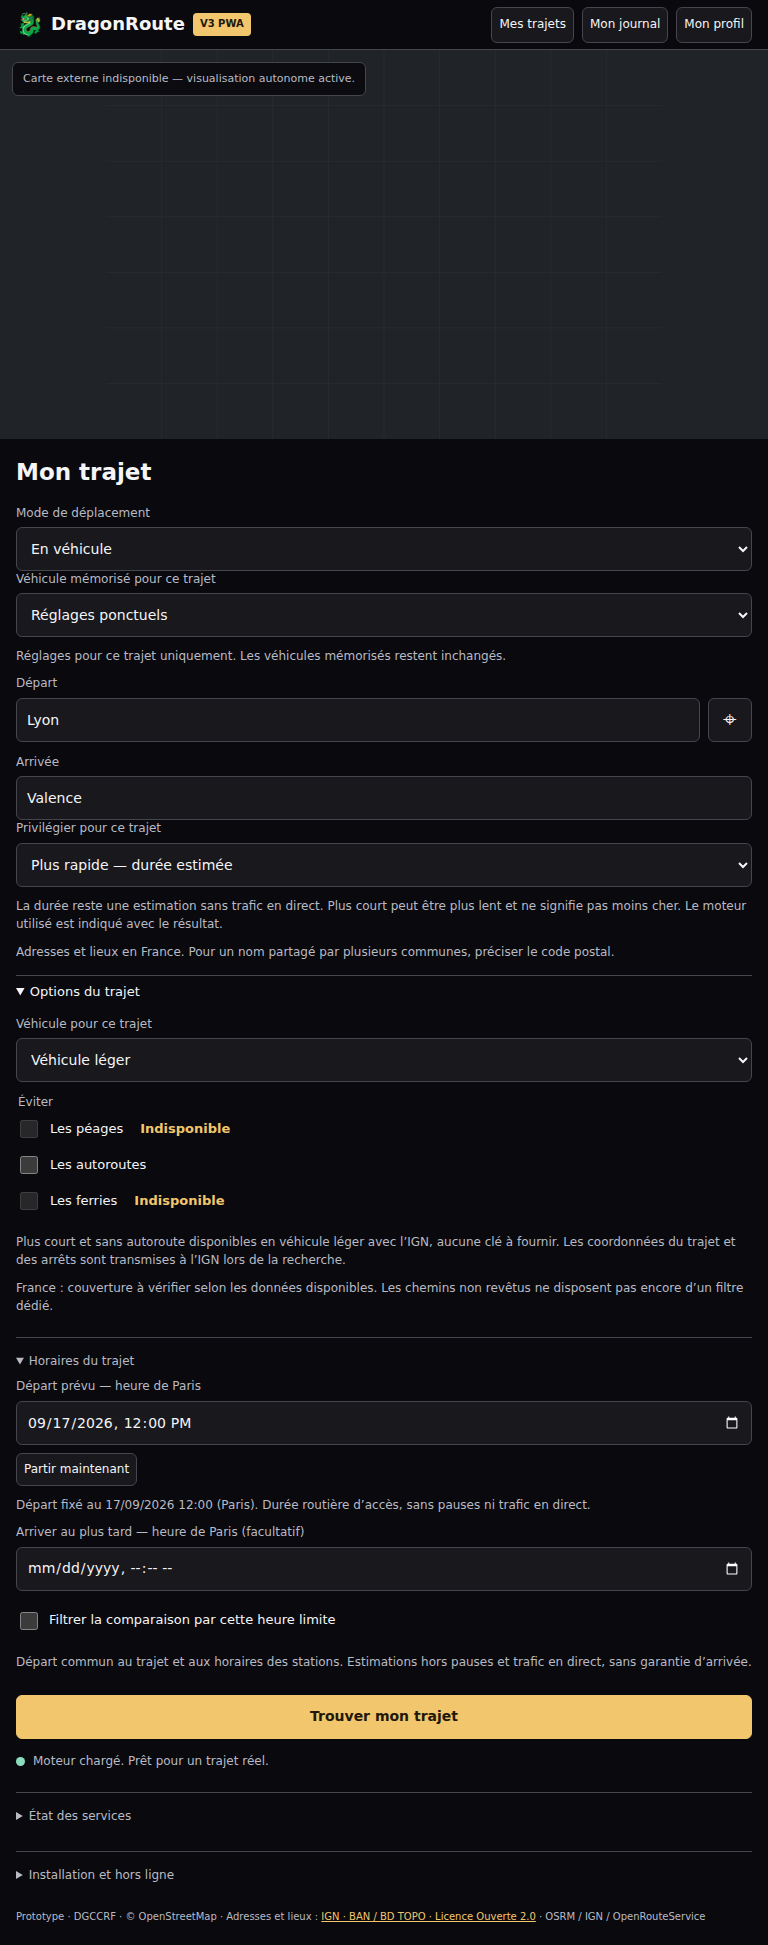 DragonRoute V3 PWA Mes trajets Mon journal Mon profil
Carte externe indisponible — visualisation autonome active.
Mon trajet
Mode de déplacement
En véhicule
Véhicule mémorisé pour ce trajet
Réglages ponctuels
Réglages pour ce trajet uniquement. Les véhicules mémorisés restent inchangés.
Départ
Lyon
Arrivée
Valence
Privilégier pour ce trajet
Plus rapide — durée estimée
La durée reste une estimation sans trafic en direct. Plus court peut être plus lent et ne signifie pas moins cher. Le moteur
utilisé est indiqué avec le résultat.
Adresses et lieux en France. Pour un nom partagé par plusieurs communes, préciser le code postal.
Options du trajet
Véhicule pour ce trajet
Véhicule léger
Éviter
Les péages Indisponible
Les autoroutes
Les ferries Indisponible
Plus court et sans autoroute disponibles en véhicule léger avec l’IGN, aucune clé à fournir. Les coordonnées du trajet et
des arrêts sont transmises à l’IGN lors de la recherche.
France : couverture à vérifier selon les données disponibles. Les chemins non revêtus ne disposent pas encore d’un filtre
dédié.
Horaires du trajet
Départ prévu — heure de Paris
09/17/2026, 12:00 PM
Partir maintenant
Départ fixé au 17/09/2026 12:00 (Paris). Durée routière d’accès, sans pauses ni trafic en direct.
Arriver au plus tard — heure de Paris (facultatif)
mm/dd/yyyy, --:-- --
Filtrer la comparaison par cette heure limite
Départ commun au trajet et aux horaires des stations. Estimations hors pauses et trafic en direct, sans garantie d’arrivée.
Trouver mon trajet
Moteur chargé. Prêt pour un trajet réel.
État des services
Installation et hors ligne
Prototype · DGCCRF · © OpenStreetMap · Adresses et lieux : IGN · BAN / BD TOPO · Licence Ouverte 2.0 · OSRM / IGN / OpenRouteService